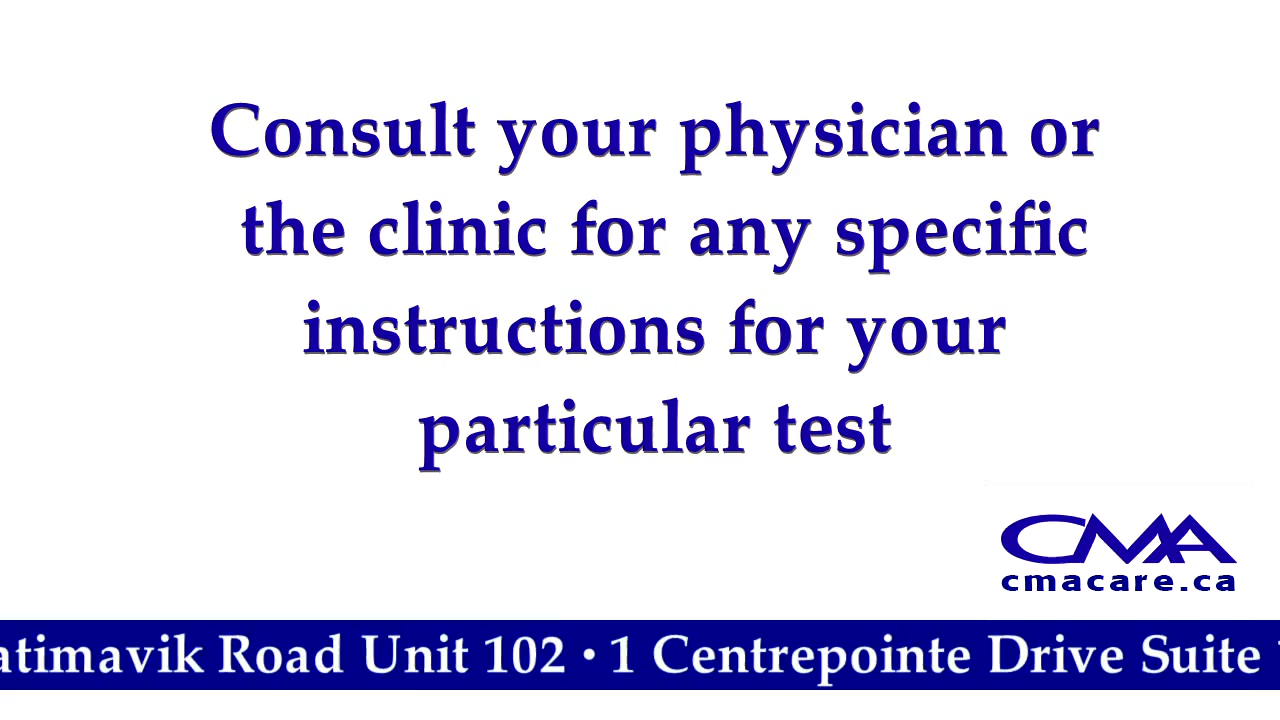 Consult your physician or
the clinic for any specific
instructions for your
particular test
CMA
cmacare.ca
atimavik Road Unit 102 • 1 Centrepointe Drive Suite